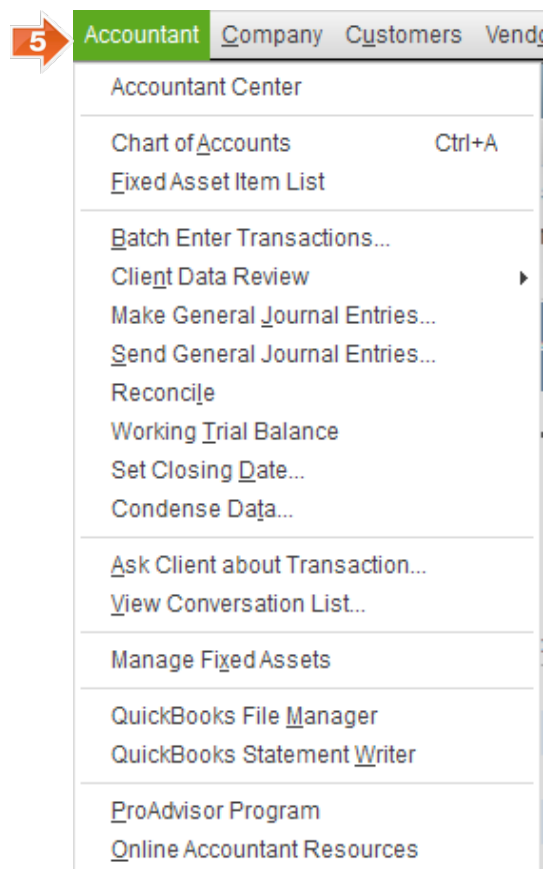 5
Accountant Company Customers
Accountant Center
Chart of Accounts Ctrl+A
Fixed Asset Item List
Batch Enter Transactions...
Client Data Review
Make General Journal Entries...
Send General Journal Entries...
Reconcile
Working Trial Balance
Set Closing Date...
Condense Data...
Ask Client about Transaction...
View Conversation List...
Manage Fixed Assets
QuickBooks File Manager
QuickBooks Statement Writer
ProAdvisor Program
Online Accountant Resources